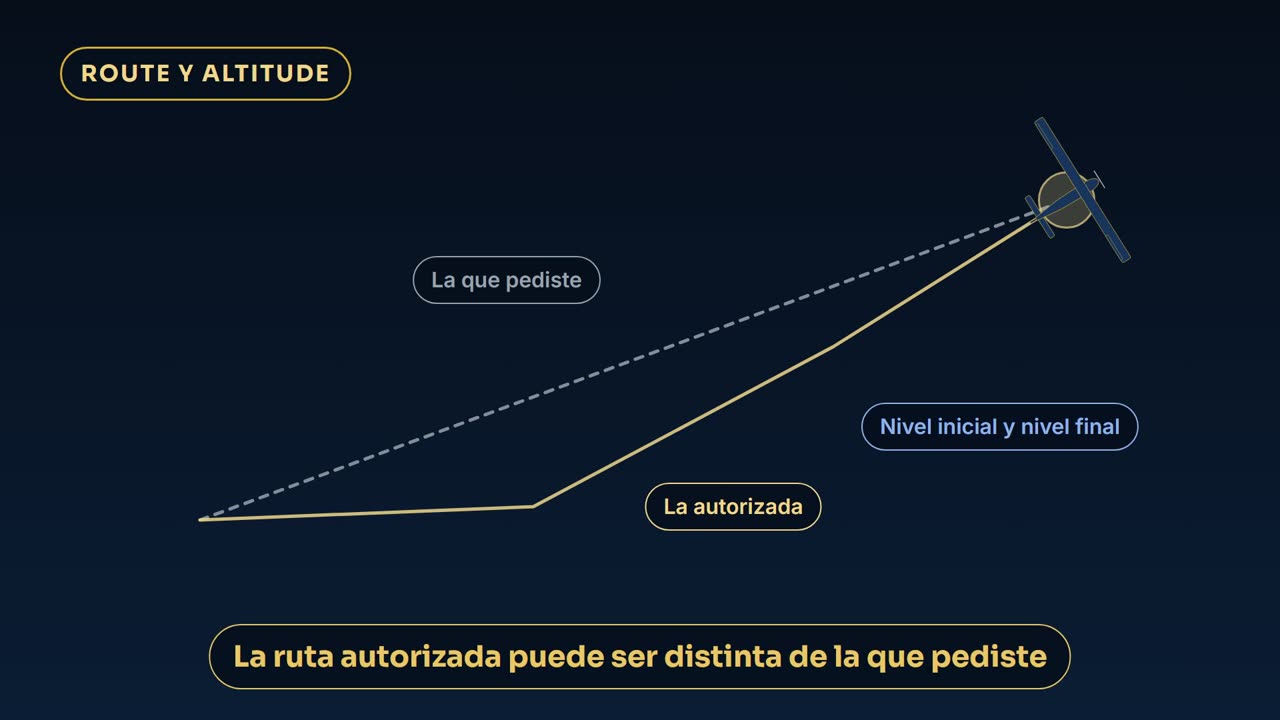 ROUTE Y ALTITUDE
La que pediste
Nivel inicial y nivel final
La autorizada
La ruta autorizada puede ser distinta de la que pediste